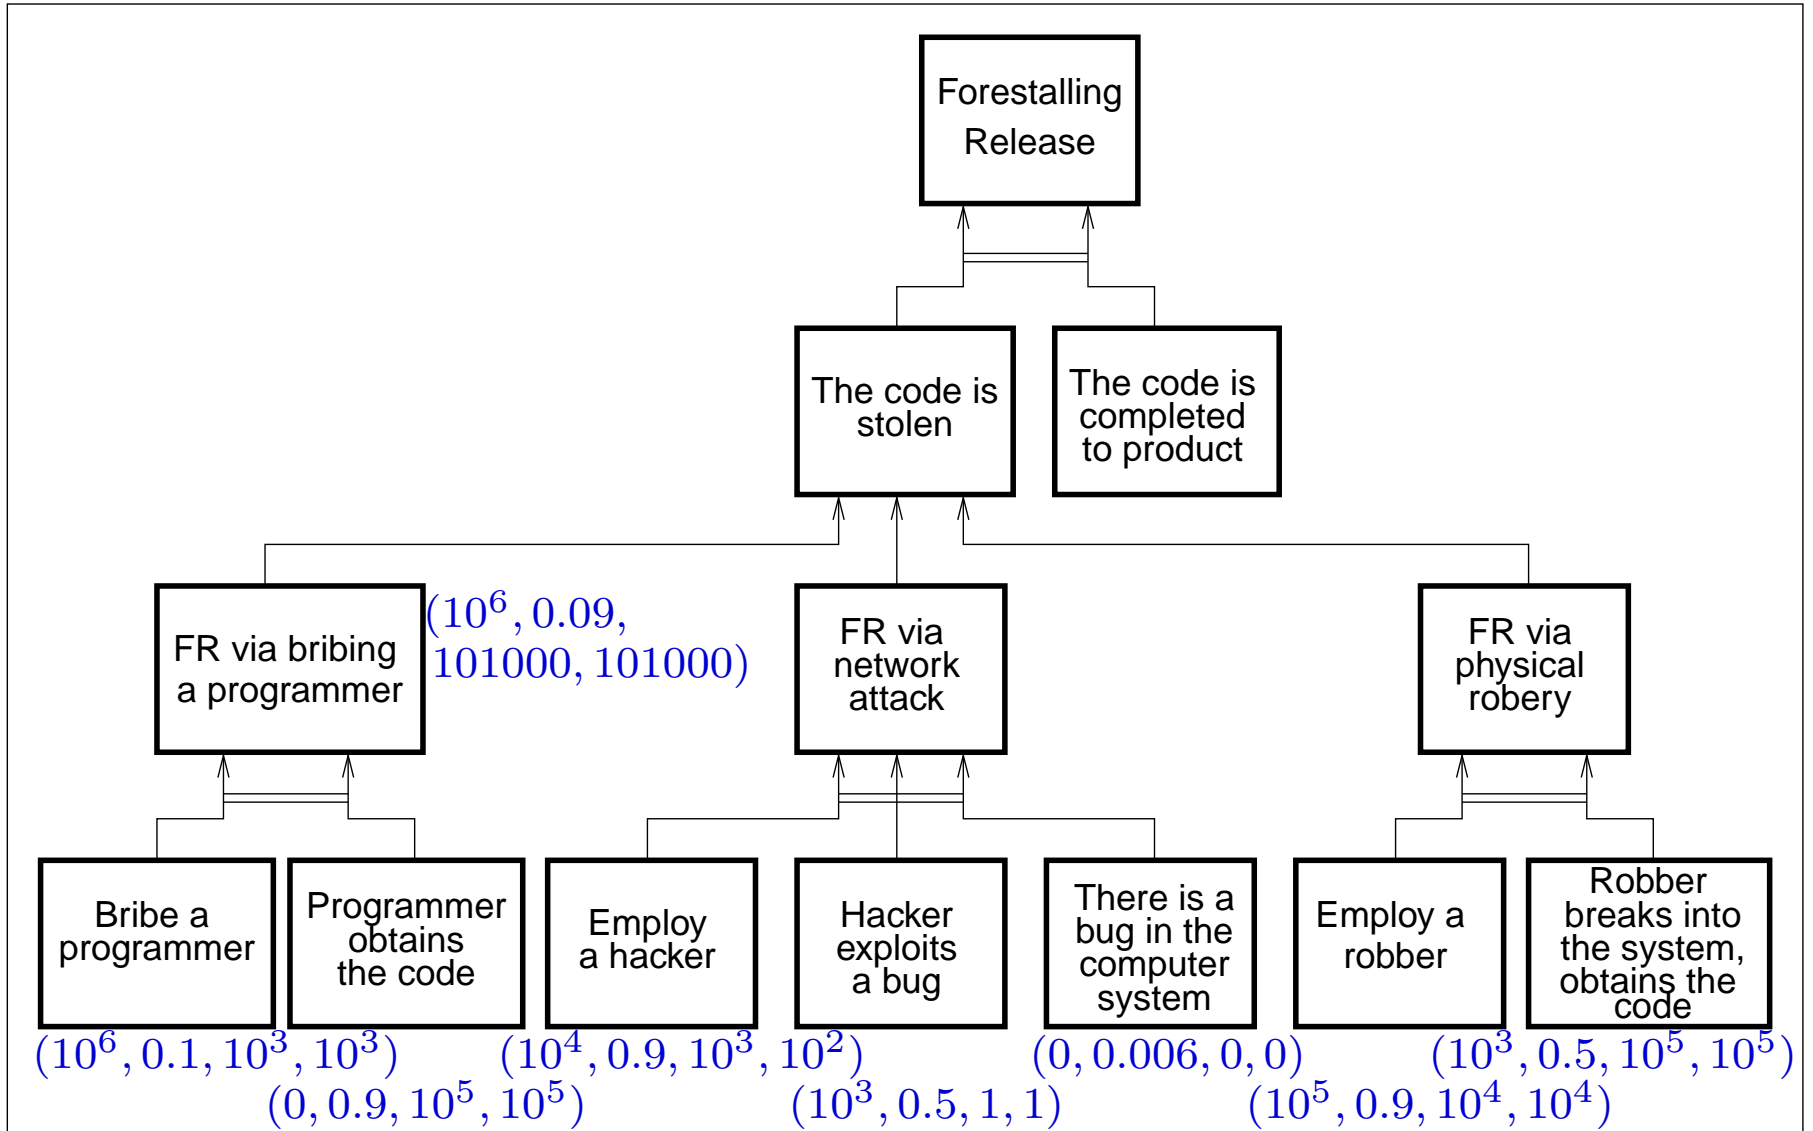 Forestalling
Release
The code is
stolen
The code is
completed
to product
FR via bribing
a programmer
(10^6, 0.09,
101000, 101000)
FR via
network
attack
FR via
physical
robery
Bribe a
programmer
Programmer
obtains
the code
Employ
a hacker
Hacker
exploits
a bug
There is a
bug in the
computer
system
Employ a
robber
Robber
breaks into
the system,
obtains the
code
(10^6, 0.1, 10^3, 10^3)
(0, 0.9, 10^5, 10^5)
(10^4, 0.9, 10^3, 10^2)
(10^3, 0.5, 1, 1)
(0, 0.006, 0, 0)
(10^5, 0.9, 10^4, 10^4)
(10^3, 0.5, 10^5, 10^5)